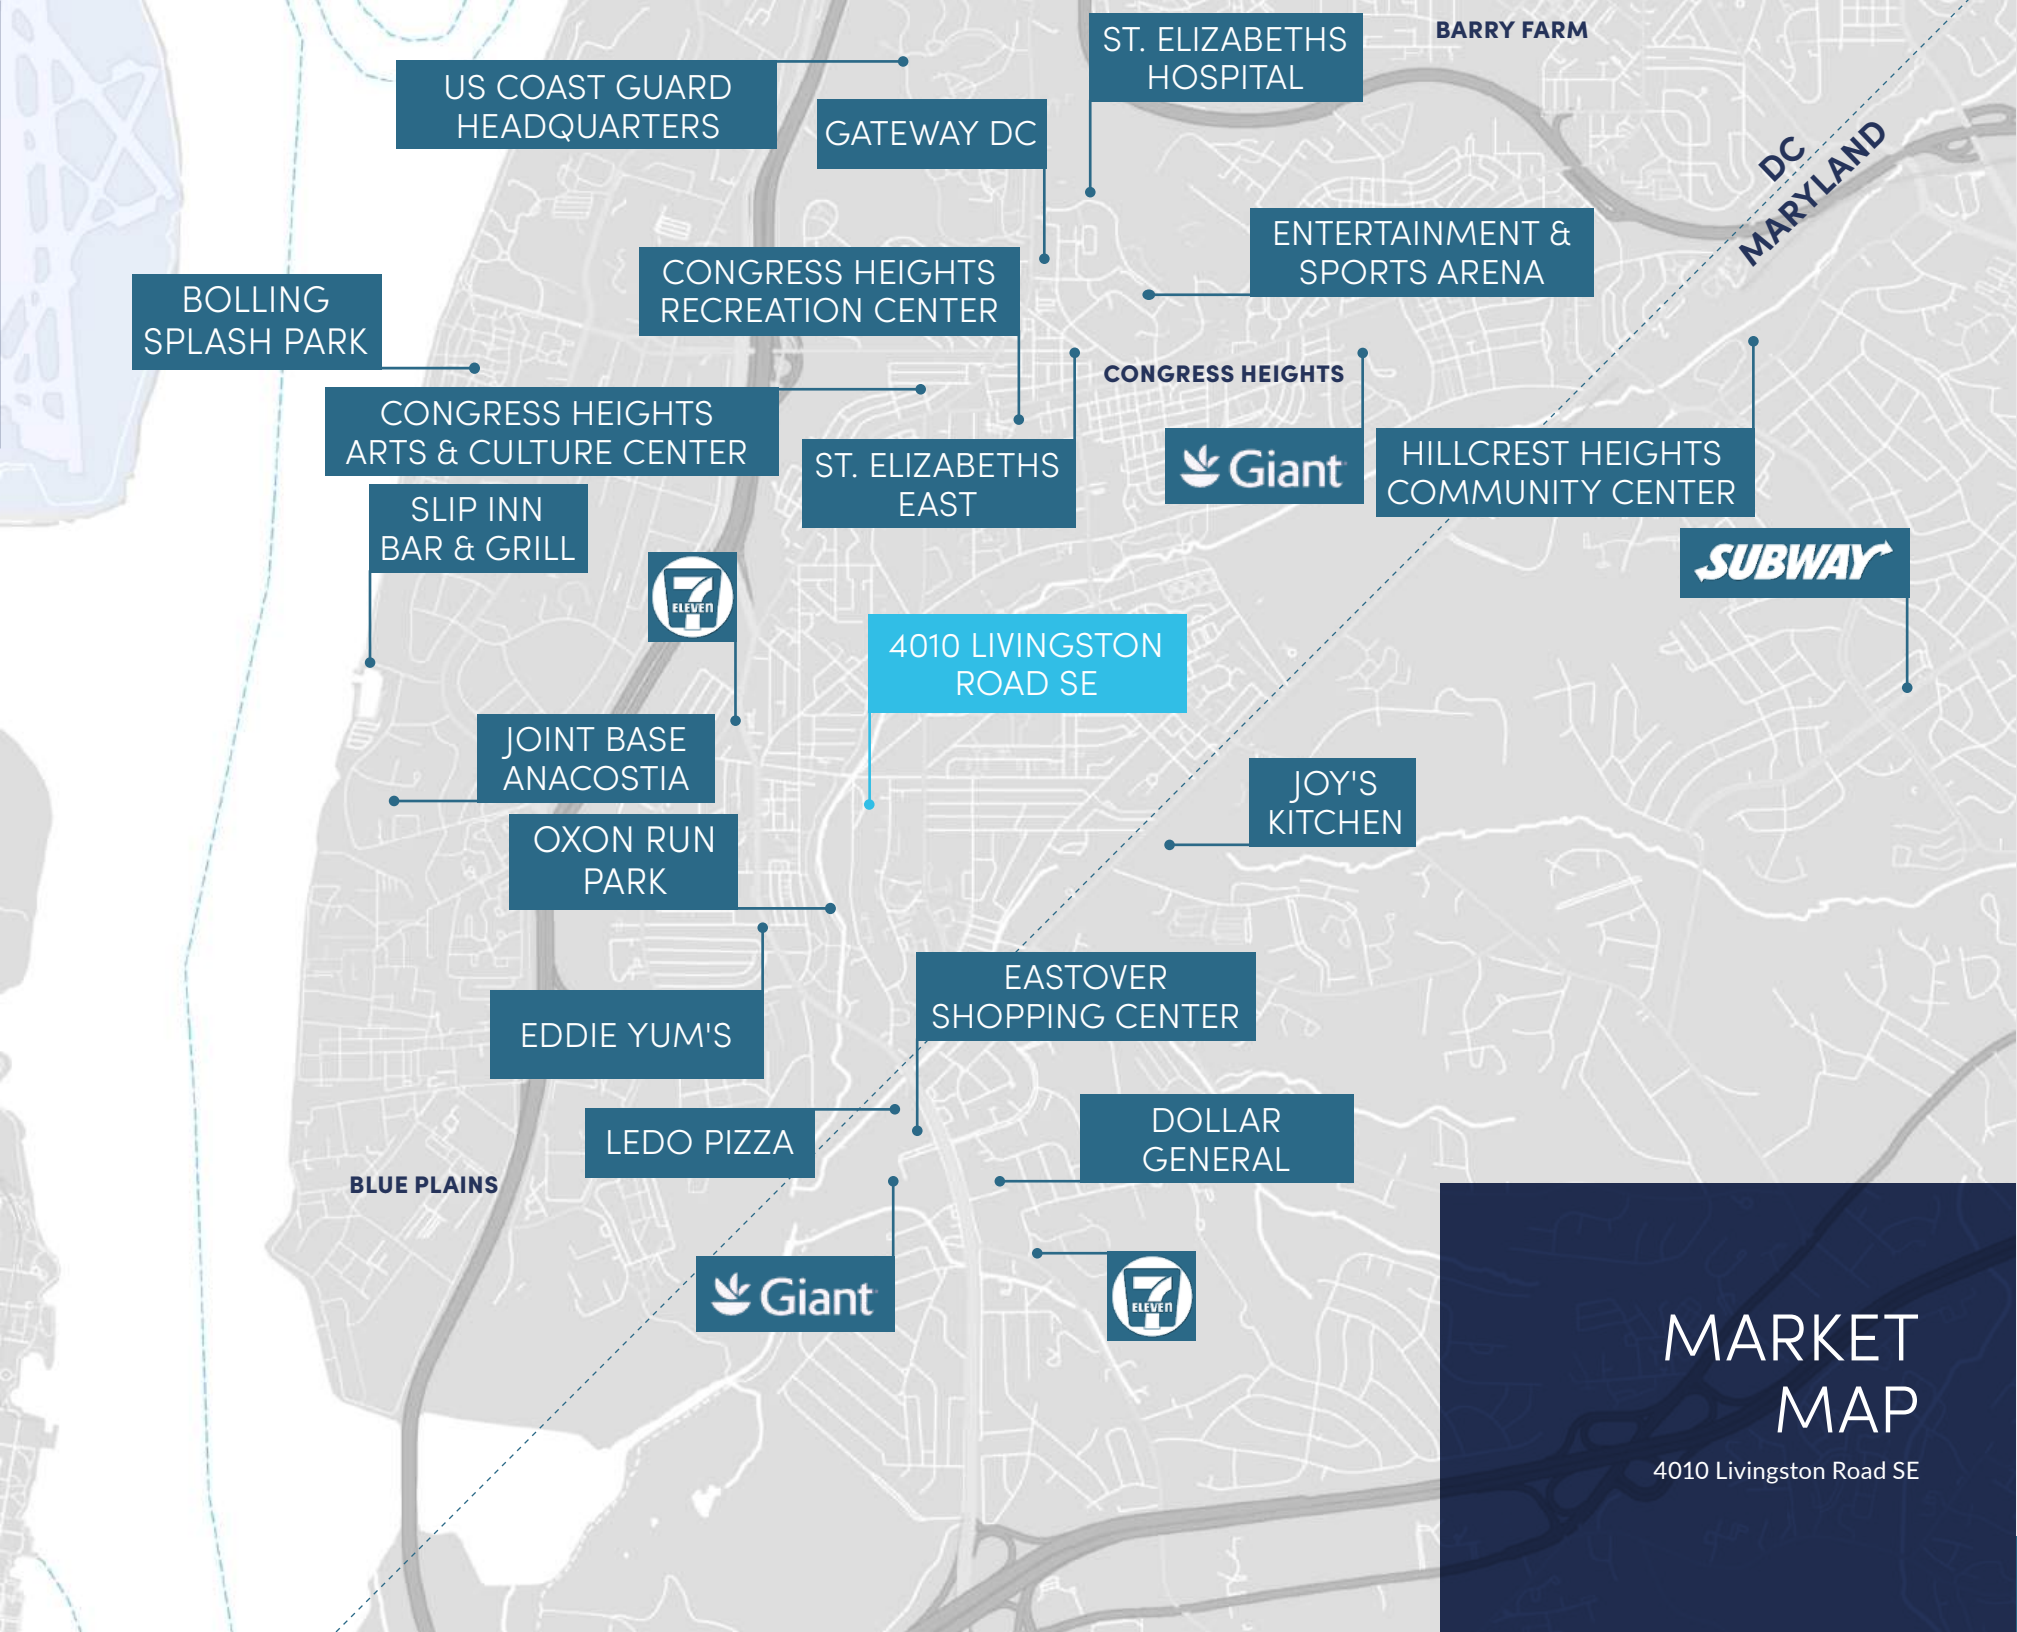 BARRY FARM
ST. ELIZABETHS
HOSPITAL
US COAST GUARD
HEADQUARTERS
GATEWAY DC
DC
MARYLAND
ENTERTAINMENT &
SPORTS ARENA
CONGRESS HEIGHTS
RECREATION CENTER
BOLLING
SPLASH PARK
CONGRESS HEIGHTS
CONGRESS HEIGHTS
ARTS & CULTURE CENTER
ST. ELIZABETHS
EAST
Giant
HILLCREST HEIGHTS
COMMUNITY CENTER
SLIP INN
BAR & GRILL
SUBWAY
7
ELEVEn
4010 LIVINGSTON
ROAD SE
JOINT BASE
ANACOSTIA
JOY'S
KITCHEN
OXON RUN
PARK
EASTOVER
SHOPPING CENTER
EDDIE YUM'S
LEDO PIZZA
DOLLAR
GENERAL
BLUE PLAINS
Giant
7
ELEVEn
MARKET
MAP
4010 Livingston Road SE